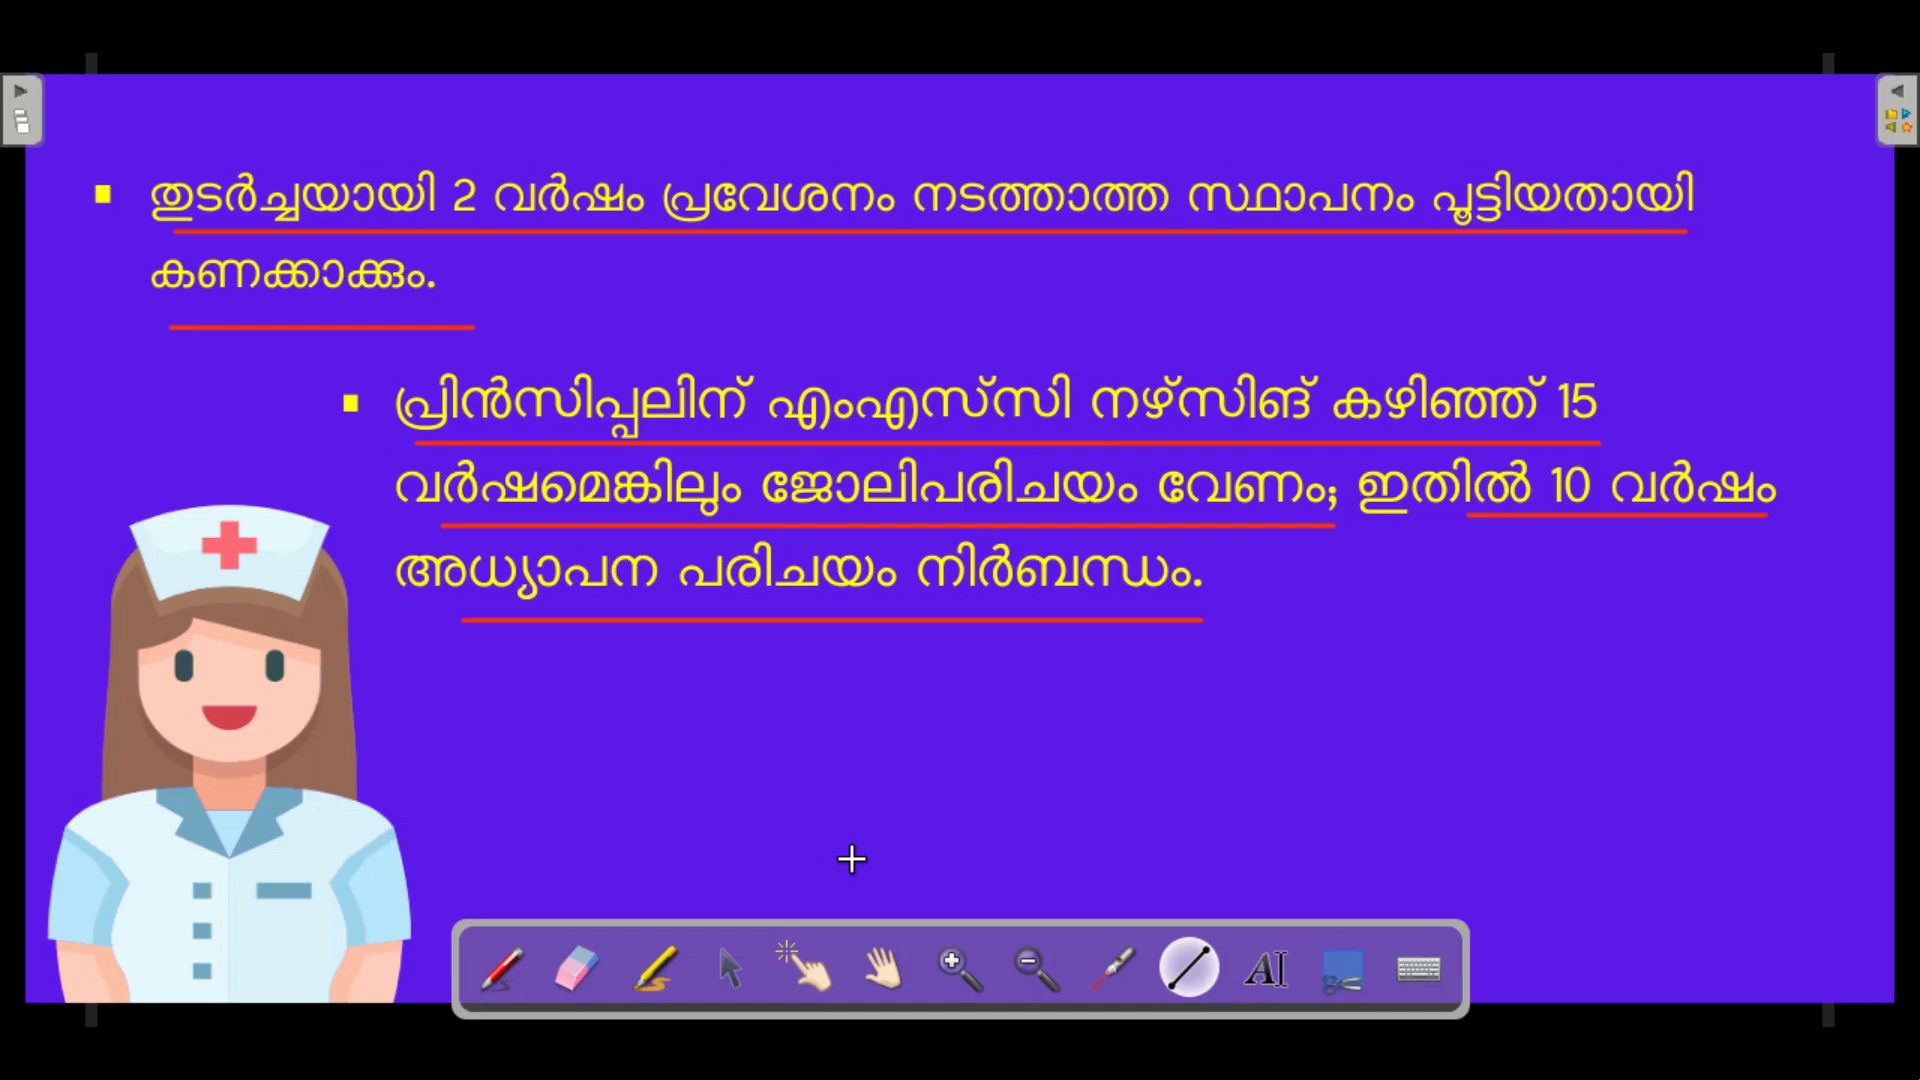 തുടർച്ചയായി 2 വർഷം പ്രവേശനം നടത്താത്ത സ്ഥാപനം പൂട്ടിയതായി
കണക്കാക്കും.
പ്രിൻസിപ്പലിന് എംഎസ്‌സി നഴ്‌സിങ് കഴിഞ്ഞ് 15
വർഷമെങ്കിലും ജോലിപരിചയം വേണം; ഇതിൽ 10 വർഷം
അധ്യാപന പരിചയം നിർബന്ധം.